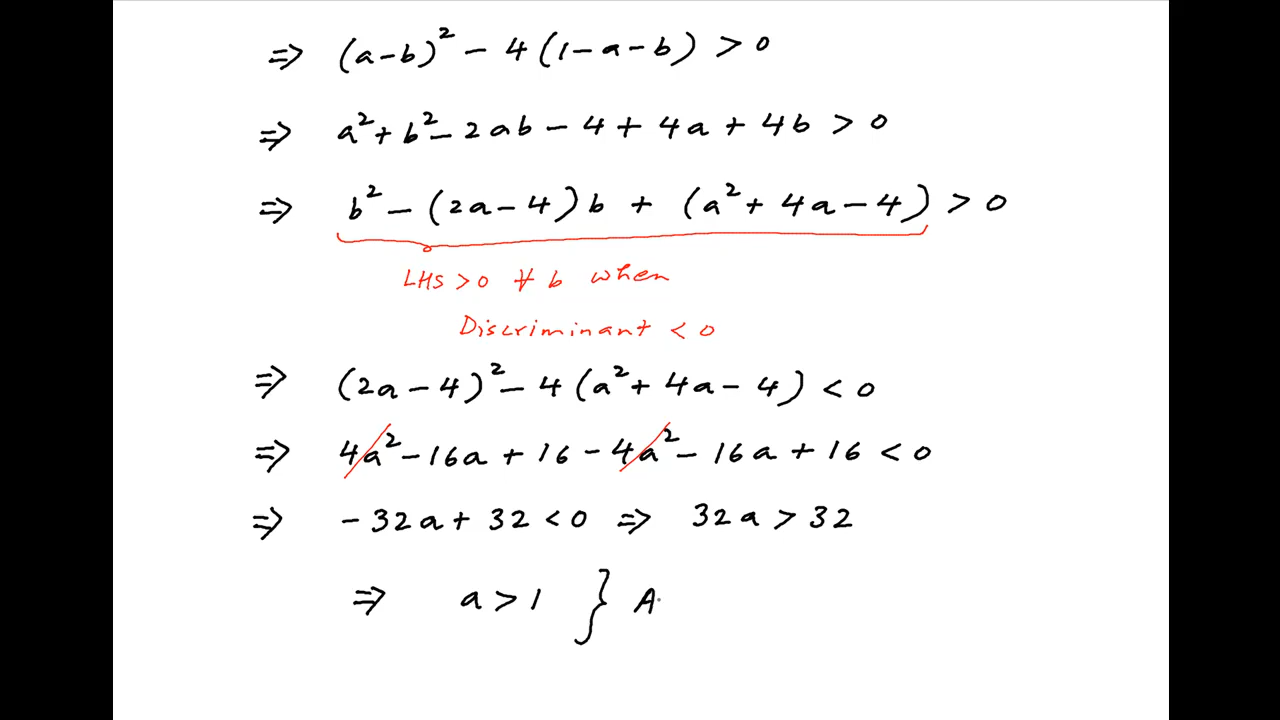 ⇒ (a-b)² - 4(1-a-b) > 0
⇒ a² + b² - 2ab - 4 + 4a + 4b > 0
⇒ b² - (2a-4)b + (a² + 4a - 4) > 0
LHS > 0 ∀ b when
Discriminant < 0
⇒ (2a-4)² - 4(a² + 4a - 4) < 0
⇒ 4a² - 16a + 16 - 4a² - 16a + 16 < 0
⇒ -32a + 32 < 0 ⇒ 32a > 32
⇒ a > 1 } A